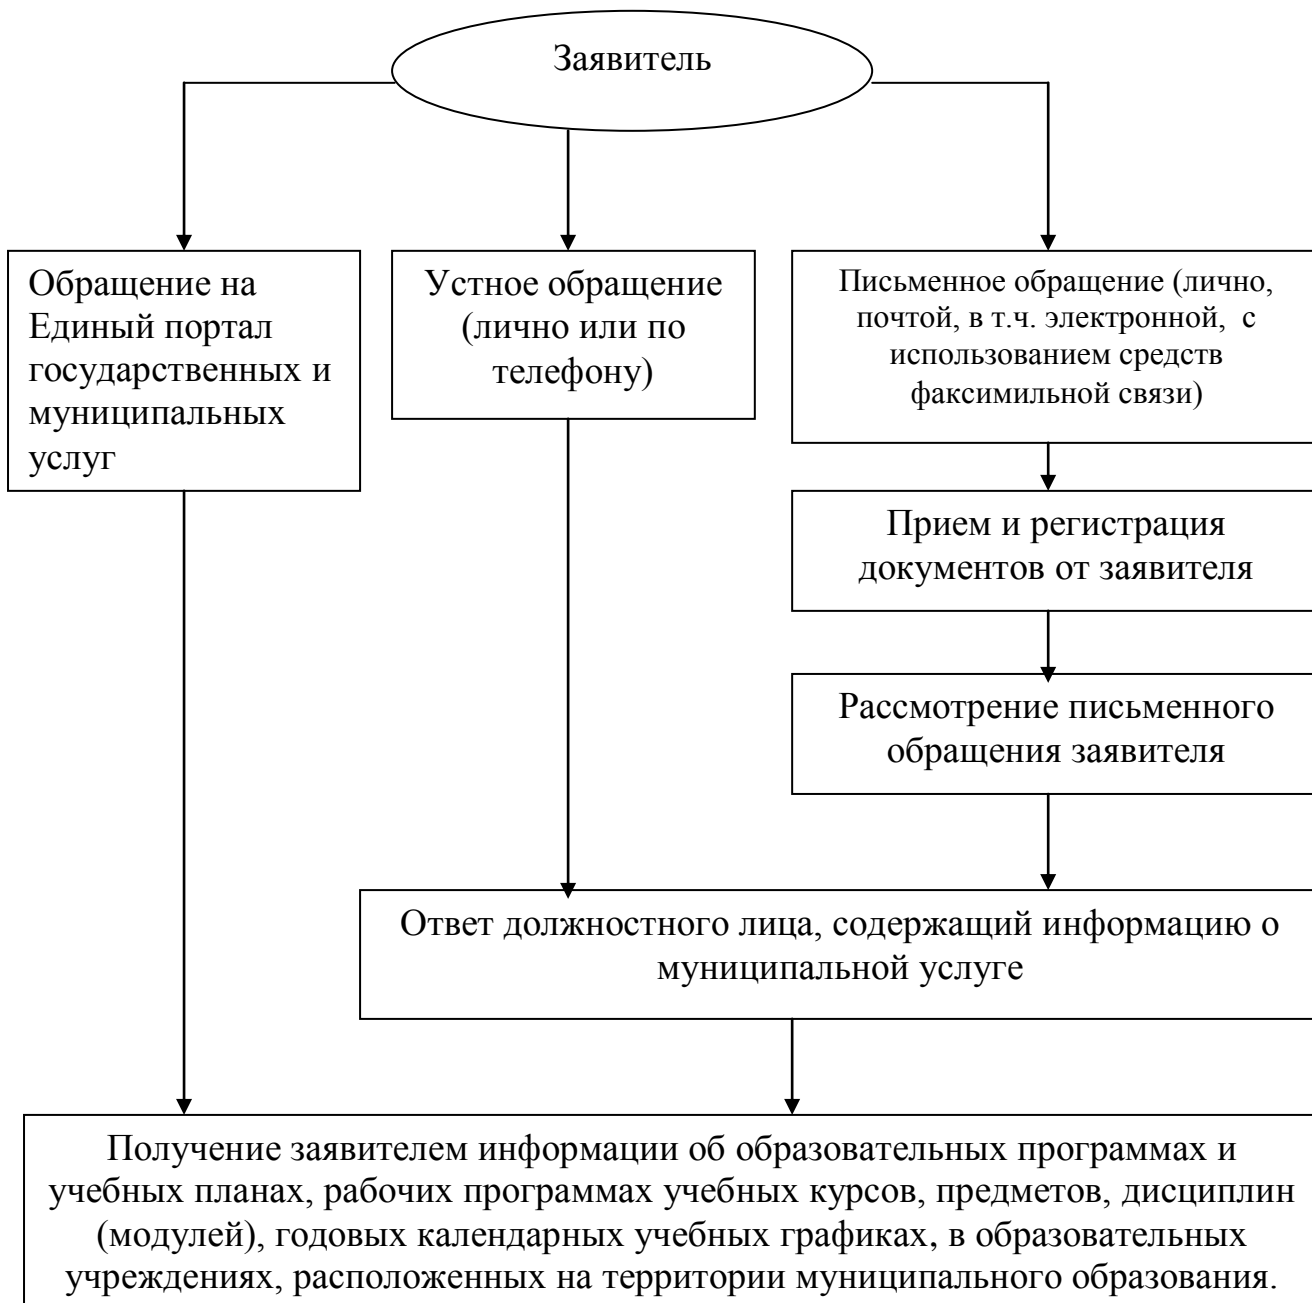 Заявитель
Обращение на
Единый портал
государственных и
муниципальных
услуг
Устное обращение
(лично или по
телефону)
Письменное обращение (лично,
почтой, в т.ч. электронной,  с
использованием средств
факсимильной связи)
Прием и регистрация
документов от заявителя
Рассмотрение письменного
обращения заявителя
Ответ должностного лица, содержащий информацию о
муниципальной услуге
Получение заявителем информации об образовательных программах и
учебных планах, рабочих программах учебных курсов, предметов, дисциплин
(модулей), годовых календарных учебных графиках, в образовательных
учреждениях, расположенных на территории муниципального образования.